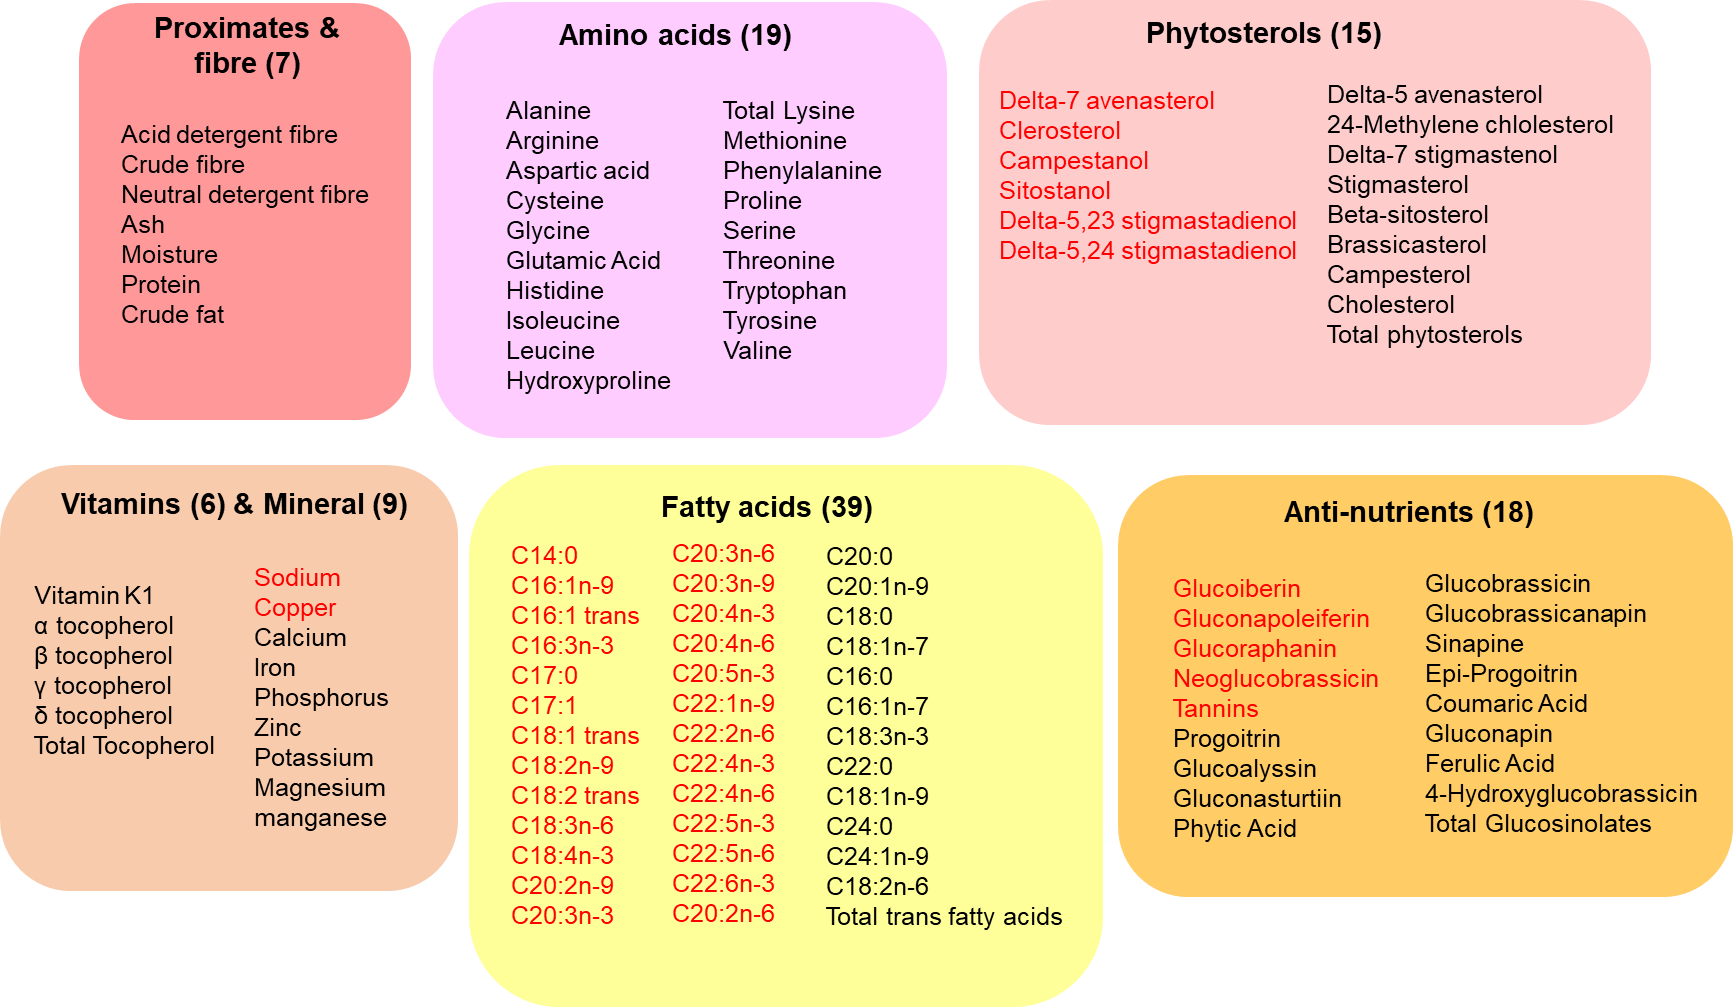 Proximates &
fibre (7)
Acid detergent fibre
Crude fibre
Neutral detergent fibre
Ash
Moisture
Protein
Crude fat
Amino acids (19)
Alanine
Arginine
Aspartic acid
Cysteine
Glycine
Glutamic Acid
Histidine
Isoleucine
Leucine
Hydroxyproline
Total Lysine
Methionine
Phenylalanine
Proline
Serine
Threonine
Tryptophan
Tyrosine
Valine
Phytosterols (15)
Delta-7 avenasterol
Clerosterol
Campestanol
Sitostanol
Delta-5,23 stigmastadienol
Delta-5,24 stigmastadienol
Delta-5 avenasterol
24-Methylene chlolesterol
Delta-7 stigmastenol
Stigmasterol
Beta-sitosterol
Brassicasterol
Campesterol
Cholesterol
Total phytosterols
Vitamins (6) & Mineral (9)
Vitamin K1
α tocopherol
β tocopherol
γ tocopherol
δ tocopherol
Total Tocopherol
Sodium
Copper
Calcium
Iron
Phosphorus
Zinc
Potassium
Magnesium
manganese
Fatty acids (39)
C14:0
C16:1n-9
C16:1 trans
C16:3n-3
C17:0
C17:1
C18:1 trans
C18:2n-9
C18:2 trans
C18:3n-6
C18:4n-3
C20:2n-9
C20:3n-3
C20:3n-6
C20:3n-9
C20:4n-3
C20:4n-6
C20:5n-3
C22:1n-9
C22:2n-6
C22:4n-3
C22:4n-6
C22:5n-3
C22:5n-6
C22:6n-3
C20:2n-6
C20:0
C20:1n-9
C18:0
C18:1n-7
C16:0
C16:1n-7
C18:3n-3
C22:0
C18:1n-9
C24:0
C24:1n-9
C18:2n-6
Total trans fatty acids
Anti-nutrients (18)
Glucoiberin
Gluconapoleiferin
Glucoraphanin
Neoglucobrassicin
Tannins
Progoitrin
Glucoalyssin
Gluconasturtiin
Phytic Acid
Glucobrassicin
Glucobrassicanapin
Sinapine
Epi-Progoitrin
Coumaric Acid
Gluconapin
Ferulic Acid
4-Hydroxyglucobrassicin
Total Glucosinolates